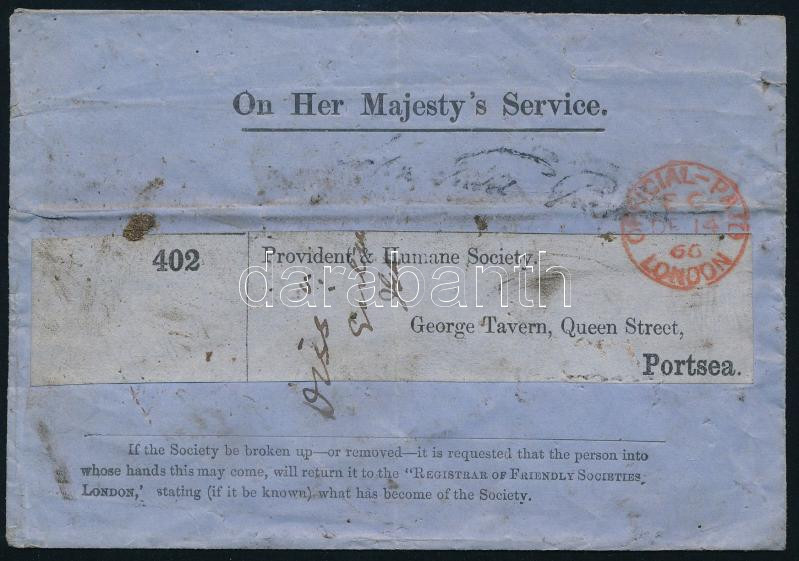 On Her Majesty's Service.
OFFICIAL-PAID
E C
DE 14
66
LONDON
402
Provident & Humane Society,
George Tavern, Queen Street,
Portsea.
darabanth
If the Society be broken up—or removed—it is requested that the person into
whose hands this may come, will return it to the "REGISTRAR OF FRIENDLY SOCIETIES
LONDON,' stating (if it be known) what has become of the Society.